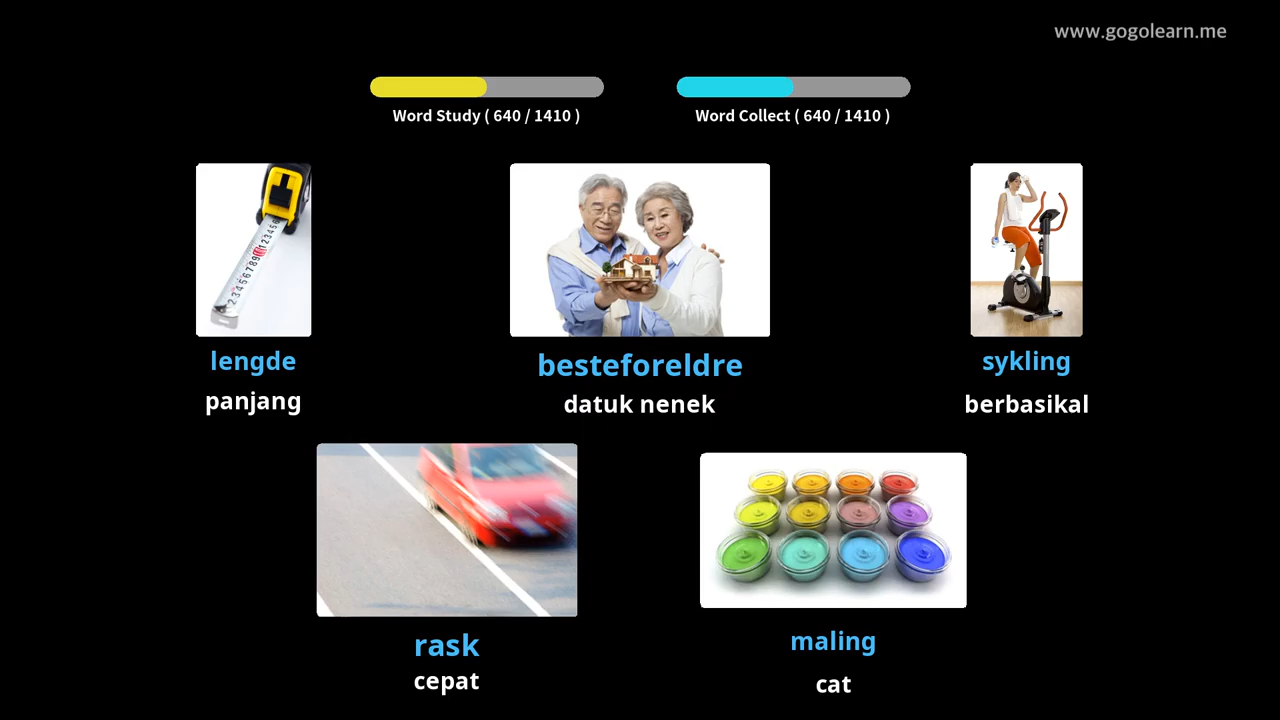 www.gogolearn.me
Word Study ( 640 / 1410 )
Word Collect ( 640 / 1410 )
lengde
panjang
besteforeldre
datuk nenek
sykling
berbasikal
rask
cepat
maling
cat